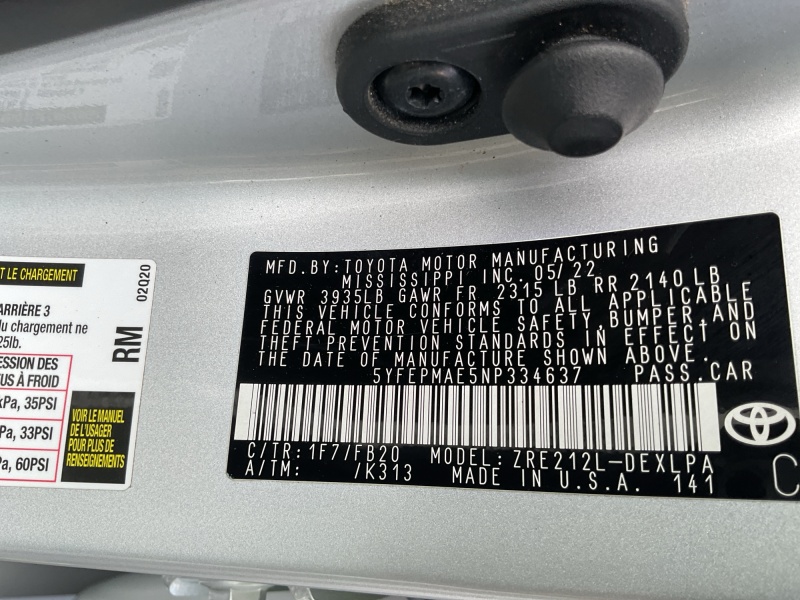 T LE CHARGEMENT
ARRIÈRE 3
du chargement ne
25lb.
ESSION DES
US À FROID
kPa, 35PSI
Pa, 33PSI
a, 60PSI
VOIR LE MANUEL
DE L'USAGER
POUR PLUS DE
RENSEIGNEMENTS
RM
02Q20
MFD.BY:TOYOTA MOTOR MANUFACTURING
MISSISSIPPI INC. 05/22
GVWR 3935LB GAWR FR 2315 LB RR 2140 LB
THIS VEHICLE CONFORMS TO ALL APPLICABLE
FEDERAL MOTOR VEHICLE SAFETY,BUMPER,AND
THEFT PREVENTION STANDARDS IN EFFECT ON
THE DATE OF MANUFACTURE SHOWN ABOVE.
5YFEPMAE5NP334637 PASS.CAR
C/TR:1F7/FB20 MODEL:ZRE212L-DEXLPA
A/TM: /K313 MADE IN U.S.A. 141
C